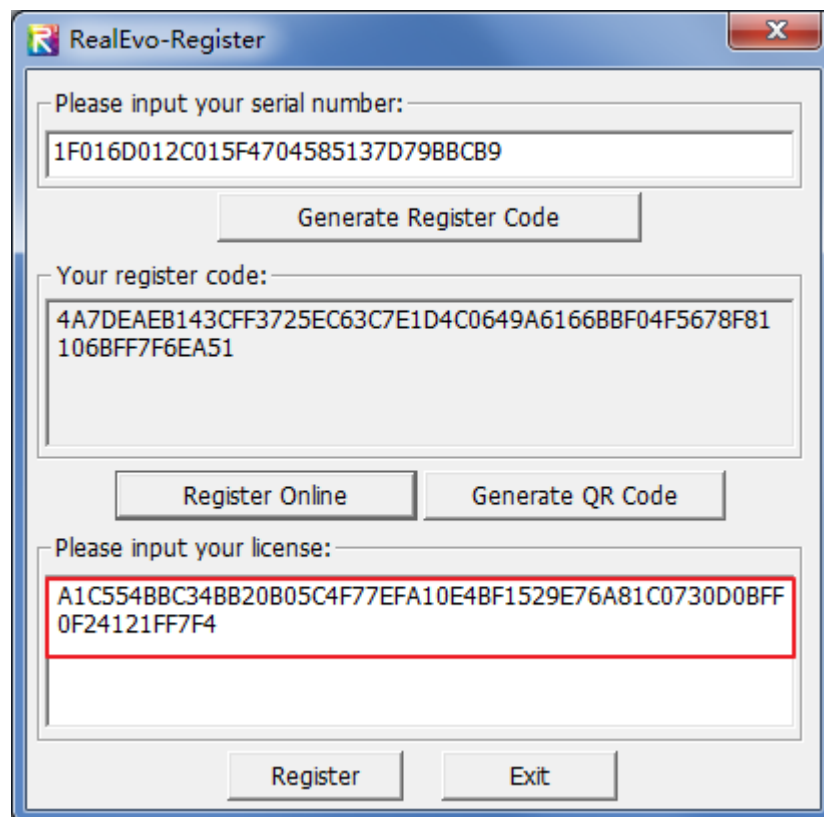 RealEvo-Register
Please input your serial number:
1F016D012C015F4704585137D79BBCB9
Generate Register Code
Your register code:
4A7DEAEB143CFF3725EC63C7E1D4C0649A6166BBF04F5678F81
106BFF7F6EA51
Register Online
Generate QR Code
Please input your license:
A1C554BBC34BB20B05C4F77EFA10E4BF1529E76A81C0730D0BFF
0F24121FF7F4
Register
Exit